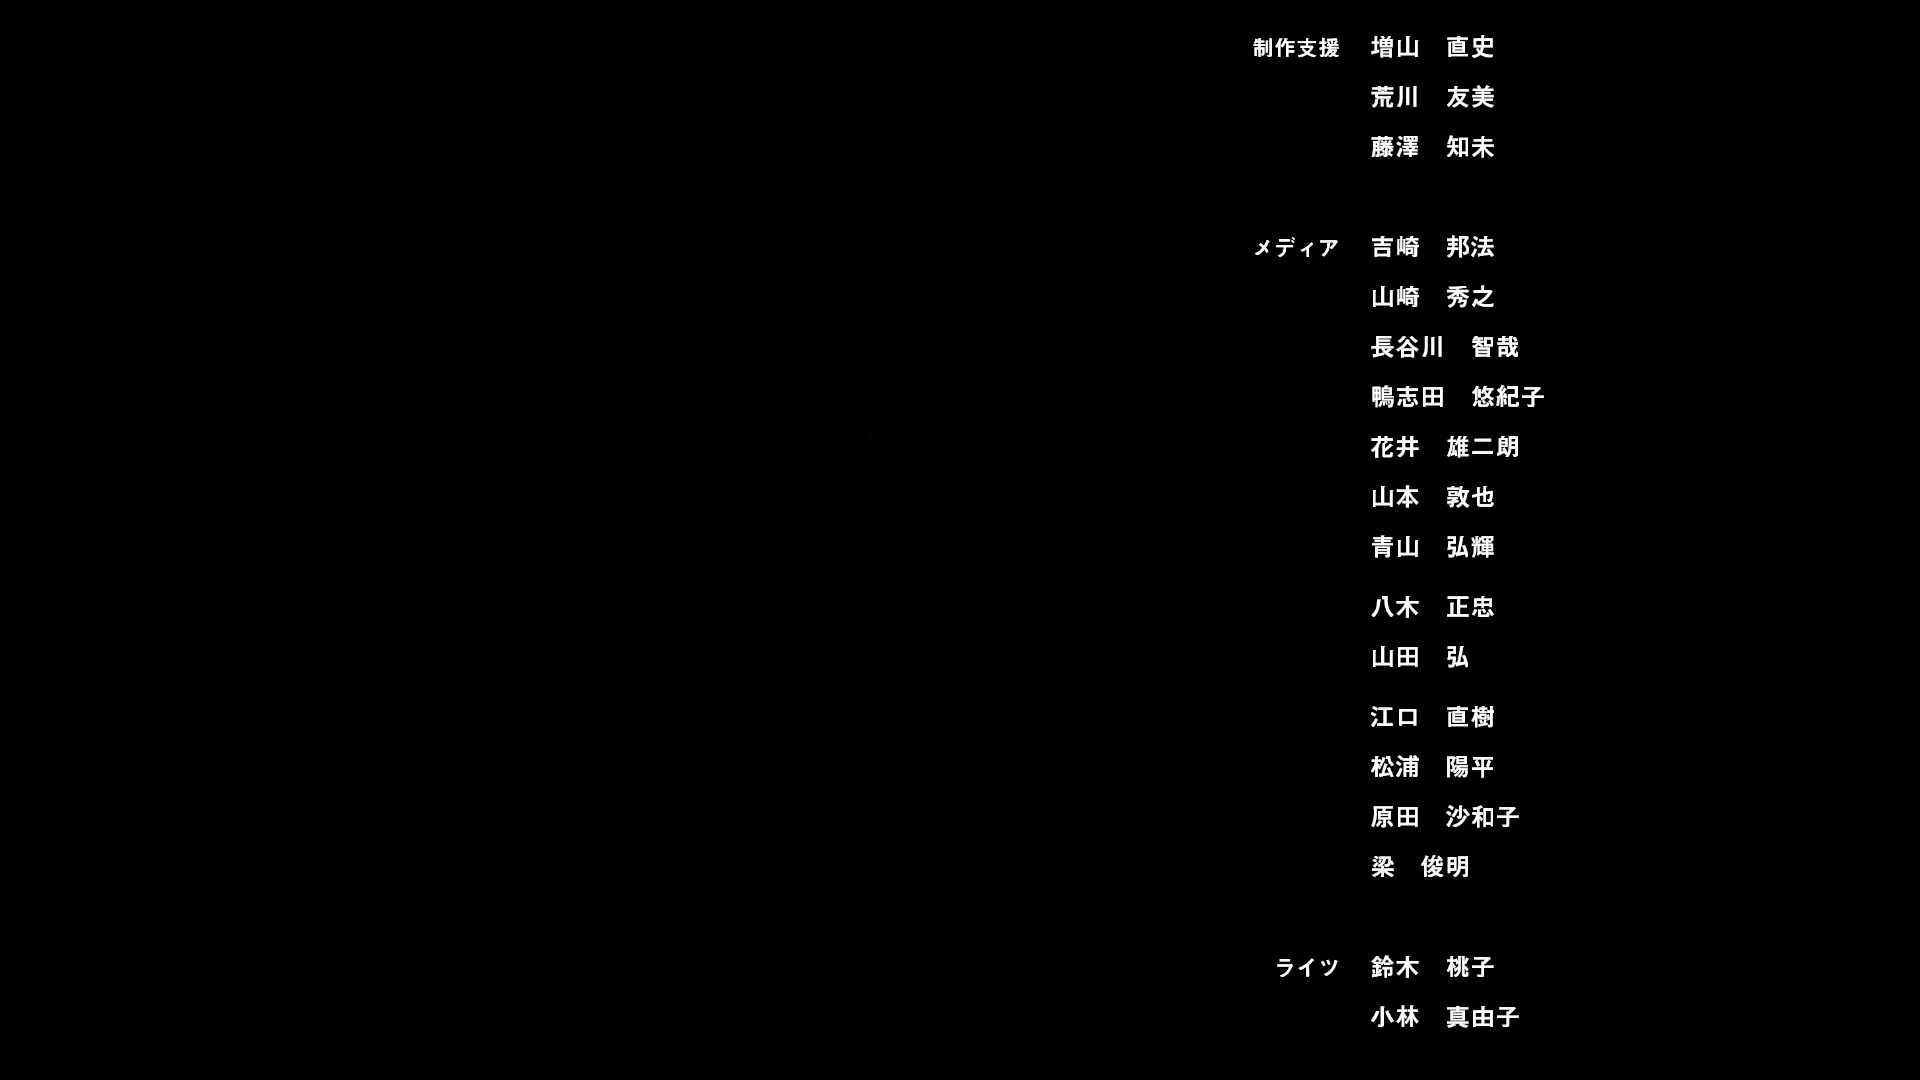 制作支援　増山　直史
荒川　友美
藤澤　知未
メディア　吉崎　邦法
山崎　秀之
長谷川　智哉
鴨志田　悠紀子
花井　雄二朗
山本　敦也
青山　弘輝
八木　正忠
山田　弘
江口　直樹
松浦　陽平
原田　沙和子
梁　俊明
ライツ　鈴木　桃子
小林　真由子